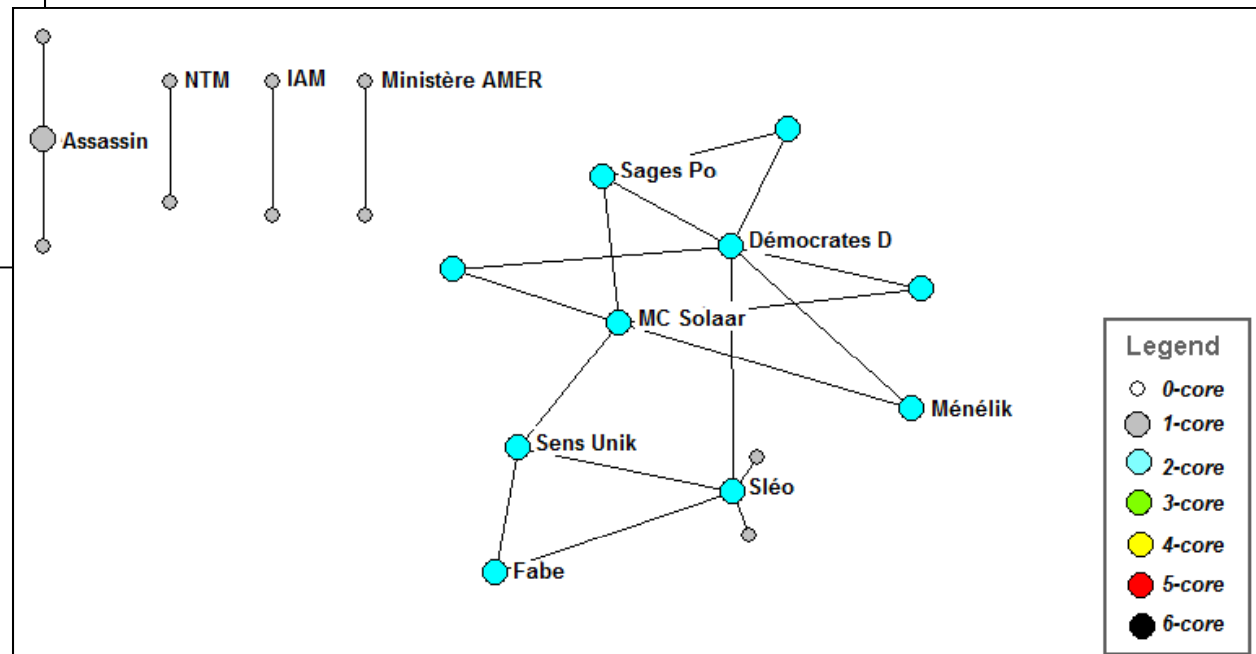 NTM
IAM
Ministère AMER
Assassin
Sages Po
Démocrates D
MC Solaar
Ménélik
Sens Unik
Sléo
Fabe
Legend
0-core
1-core
2-core
3-core
4-core
5-core
6-core